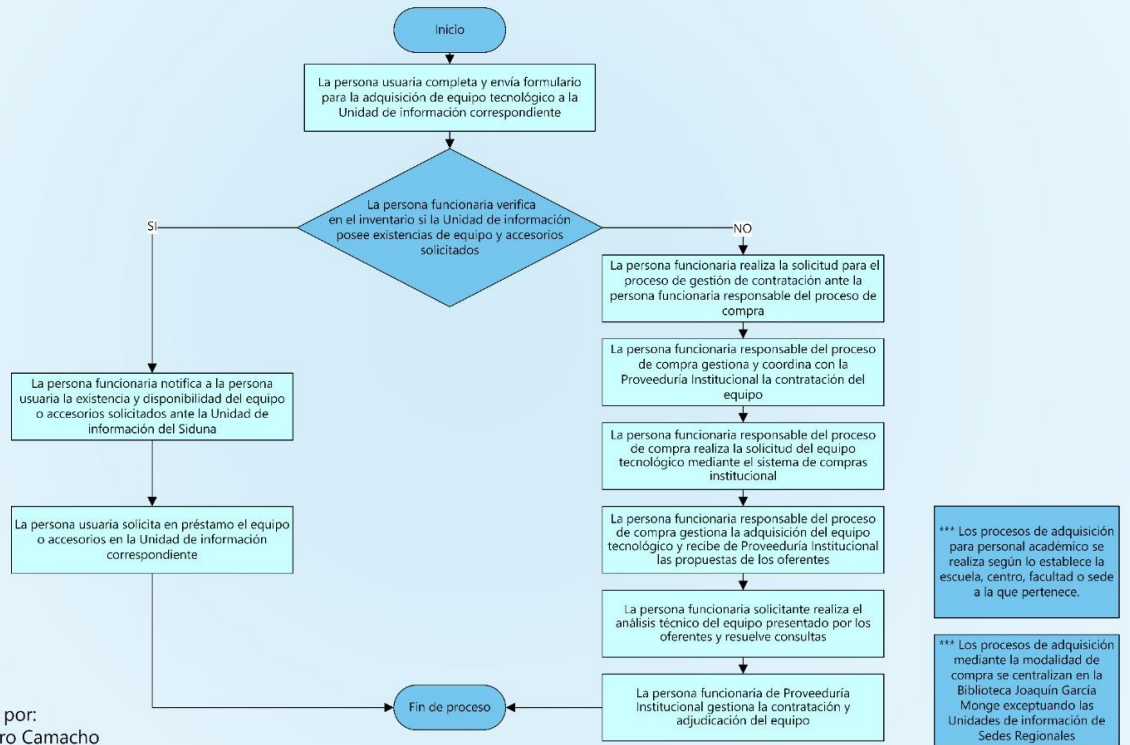 Inicio
La persona usuaria completa y envía formulario
para la adquisición de equipo tecnológico a la
Unidad de información correspondiente
La persona funcionaria verifica
en el inventario si la Unidad de información
posee existencias de equipo y accesorios
solicitados
SI
NO
La persona funcionaria realiza la solicitud para el
proceso de gestión de contratación ante la
persona funcionaria responsable del proceso de
compra
La persona funcionaria responsable del proceso
de compra gestiona y coordina con la
Proveeduría Institucional la contratación del
equipo
La persona funcionaria notifica a la persona
usuaria la existencia y disponibilidad del equipo
o accesorios solicitados ante la Unidad de
información del Siduna
La persona funcionaria responsable del proceso
de compra realiza la solicitud del equipo
tecnológico mediante el sistema de compras
institucional
La persona usuaria solicita en préstamo el equipo
o accesorios en la Unidad de información
correspondiente
La persona funcionaria responsable del proceso
de compra gestiona la adquisición del equipo
tecnológico y recibe de Proveeduría Institucional
las propuestas de los oferentes
La persona funcionaria solicitante realiza el
análisis técnico del equipo presentado por los
oferentes y resuelve consultas
La persona funcionaria de Proveeduría
Institucional gestiona la contratación y
adjudicación del equipo
Fin de proceso
*** Los procesos de adquisición
para personal académico se
realiza según lo establece la
escuela, centro, facultad o sede
a la que pertenece.
*** Los procesos de adquisición
mediante la modalidad de
compra se centralizan en la
Biblioteca Joaquín García
Monge exceptuando las
Unidades de información de
Sedes Regionales
por:
ro Camacho